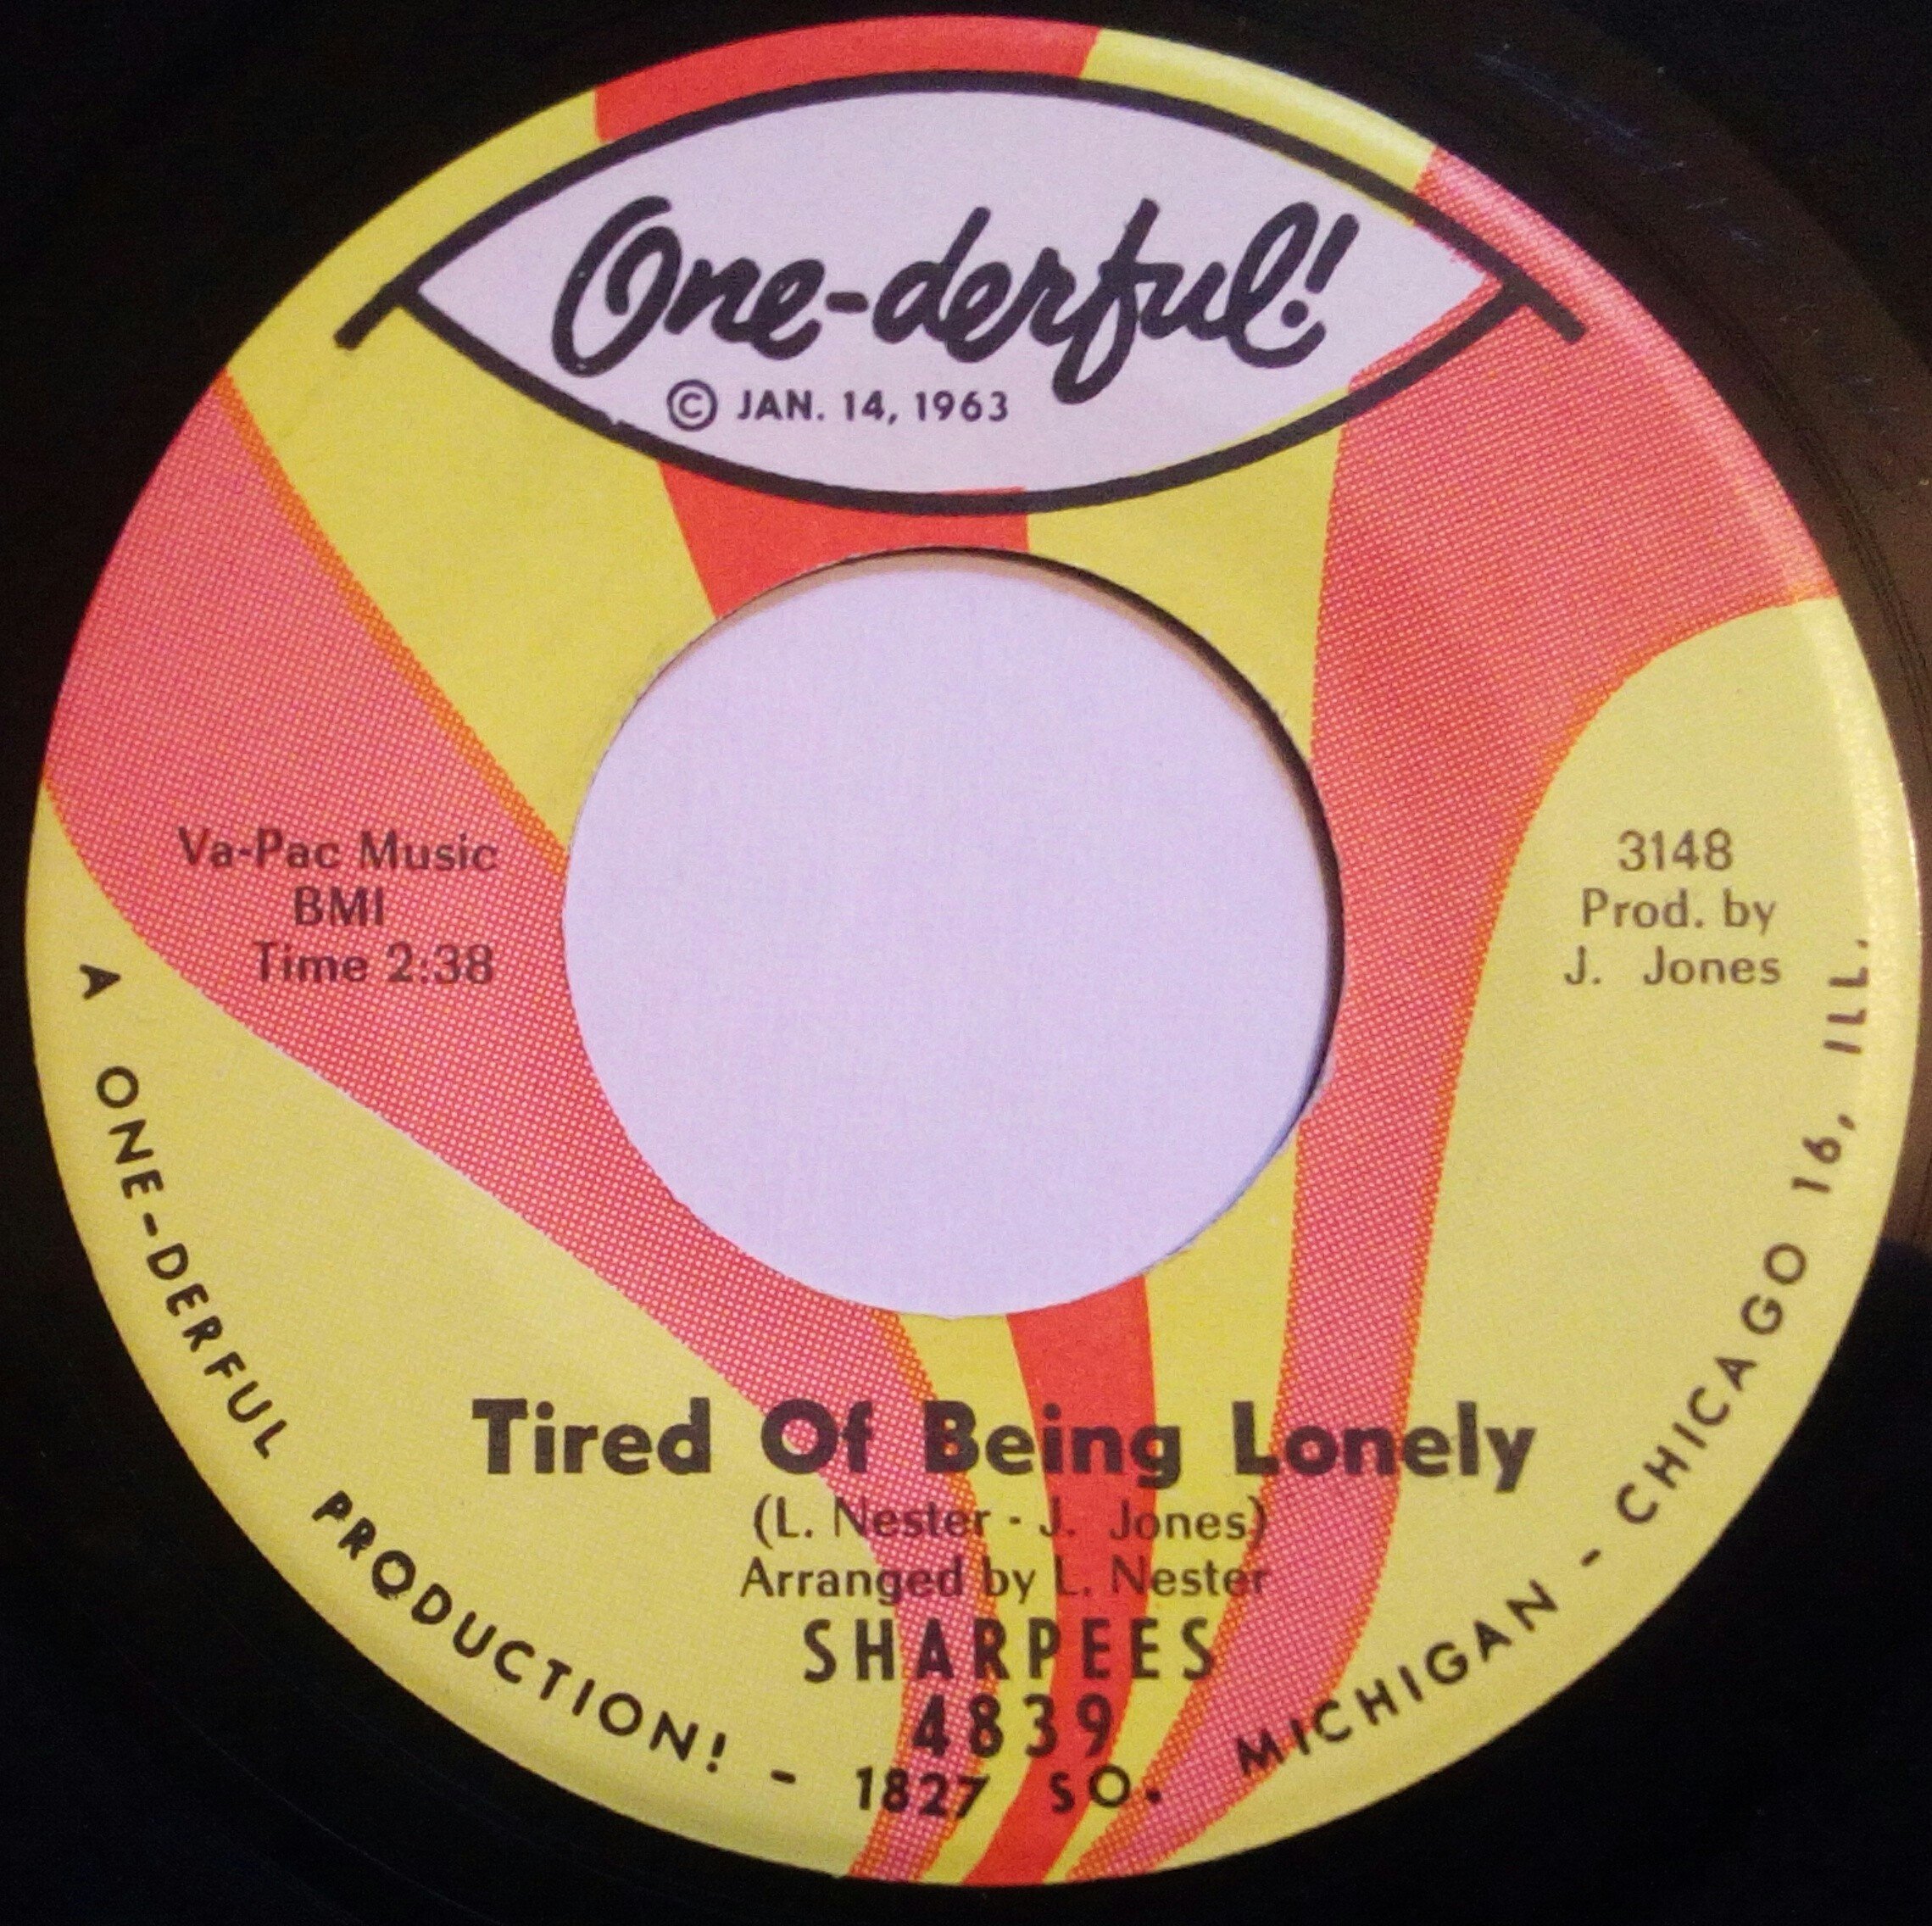 One-derful!
© JAN. 14, 1963
Va-Pac Music
BMI
Time 2:38
3148
Prod. by
J. Jones
Tired Of Being Lonely
(L. Nester - J. Jones)
Arranged by L. Nester
SHARPEES
4839
A ONE-DERFUL PRODUCTION! - 1827 SO. MICHIGAN - CHICAGO 16, ILL.